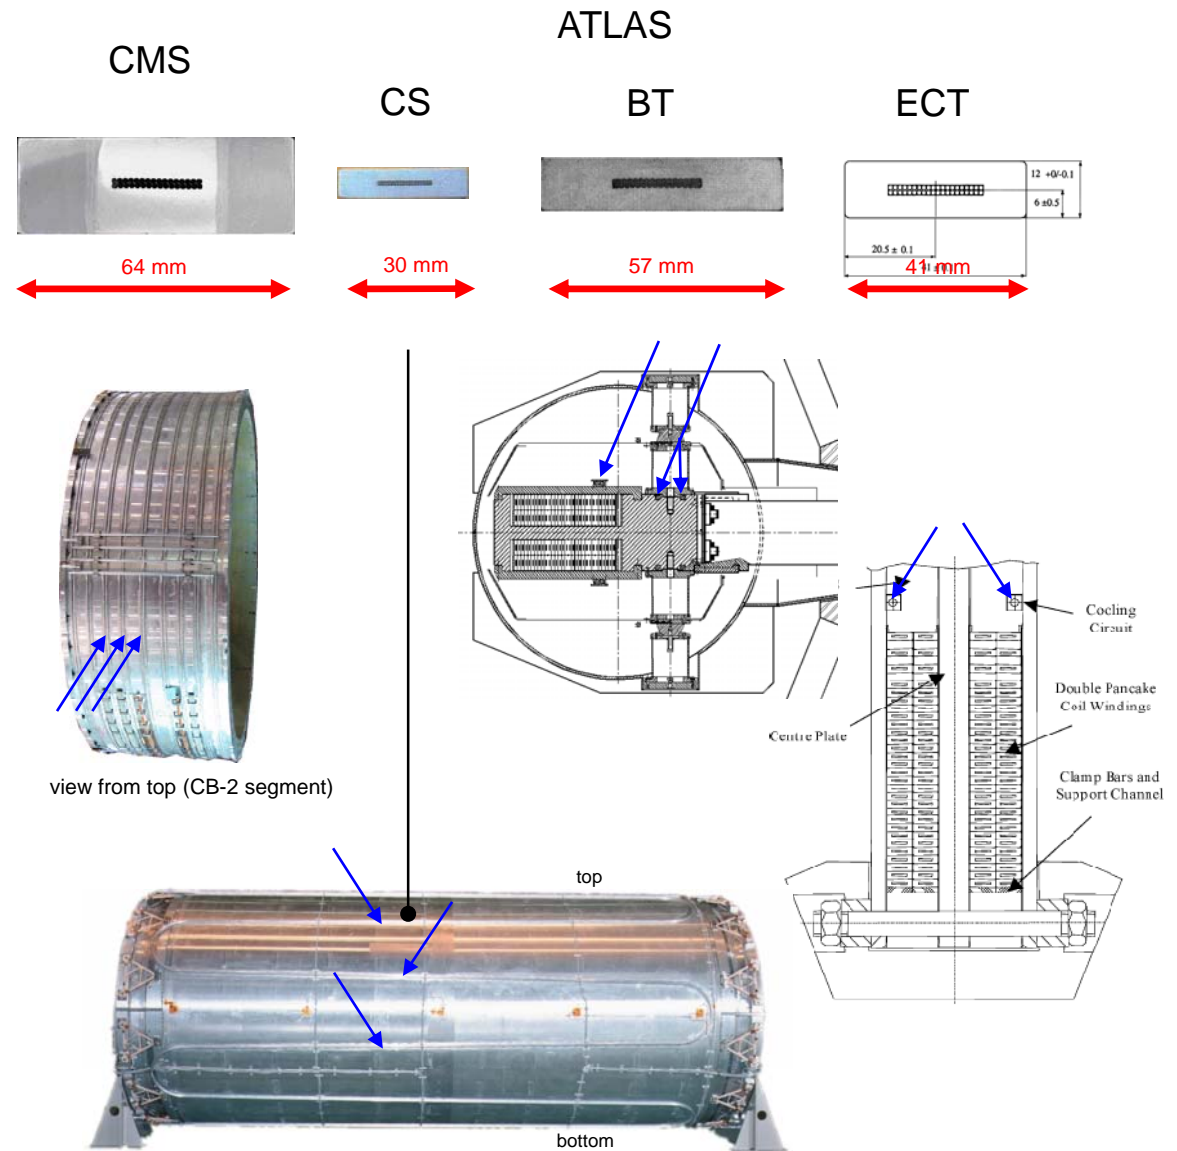 ATLAS
CMS
CS
BT
ECT
12 +0/-0.1
6 ±0.5
20.5 ± 0.1
64 mm
30 mm
57 mm
41 mm
Cocling
Circuit
Double Pancake
Coil Windings
Centre Plate
Clamp Bars and
Support Channel
view from top (CB-2 segment)
top
bottom